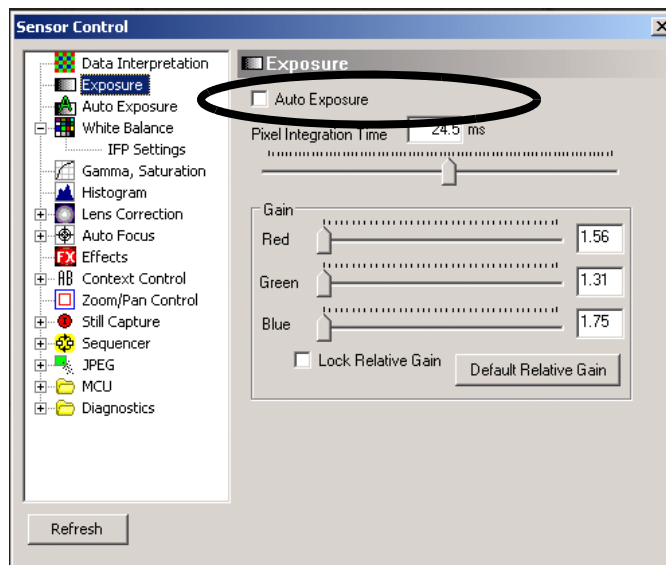 Sensor Control
Data Interpretation
Exposure
Auto Exposure
White Balance
IFP Settings
Gamma, Saturation
Histogram
Lens Correction
Auto Focus
FX Effects
AB Context Control
Zoom/Pan Control
Still Capture
Sequencer
JPEG
MCU
Diagnostics
Refresh
Exposure
Auto Exposure
Pixel Integration Time 24.5 ms
Gain
Red 1.56
Green 1.31
Blue 1.75
Lock Relative Gain Default Relative Gain